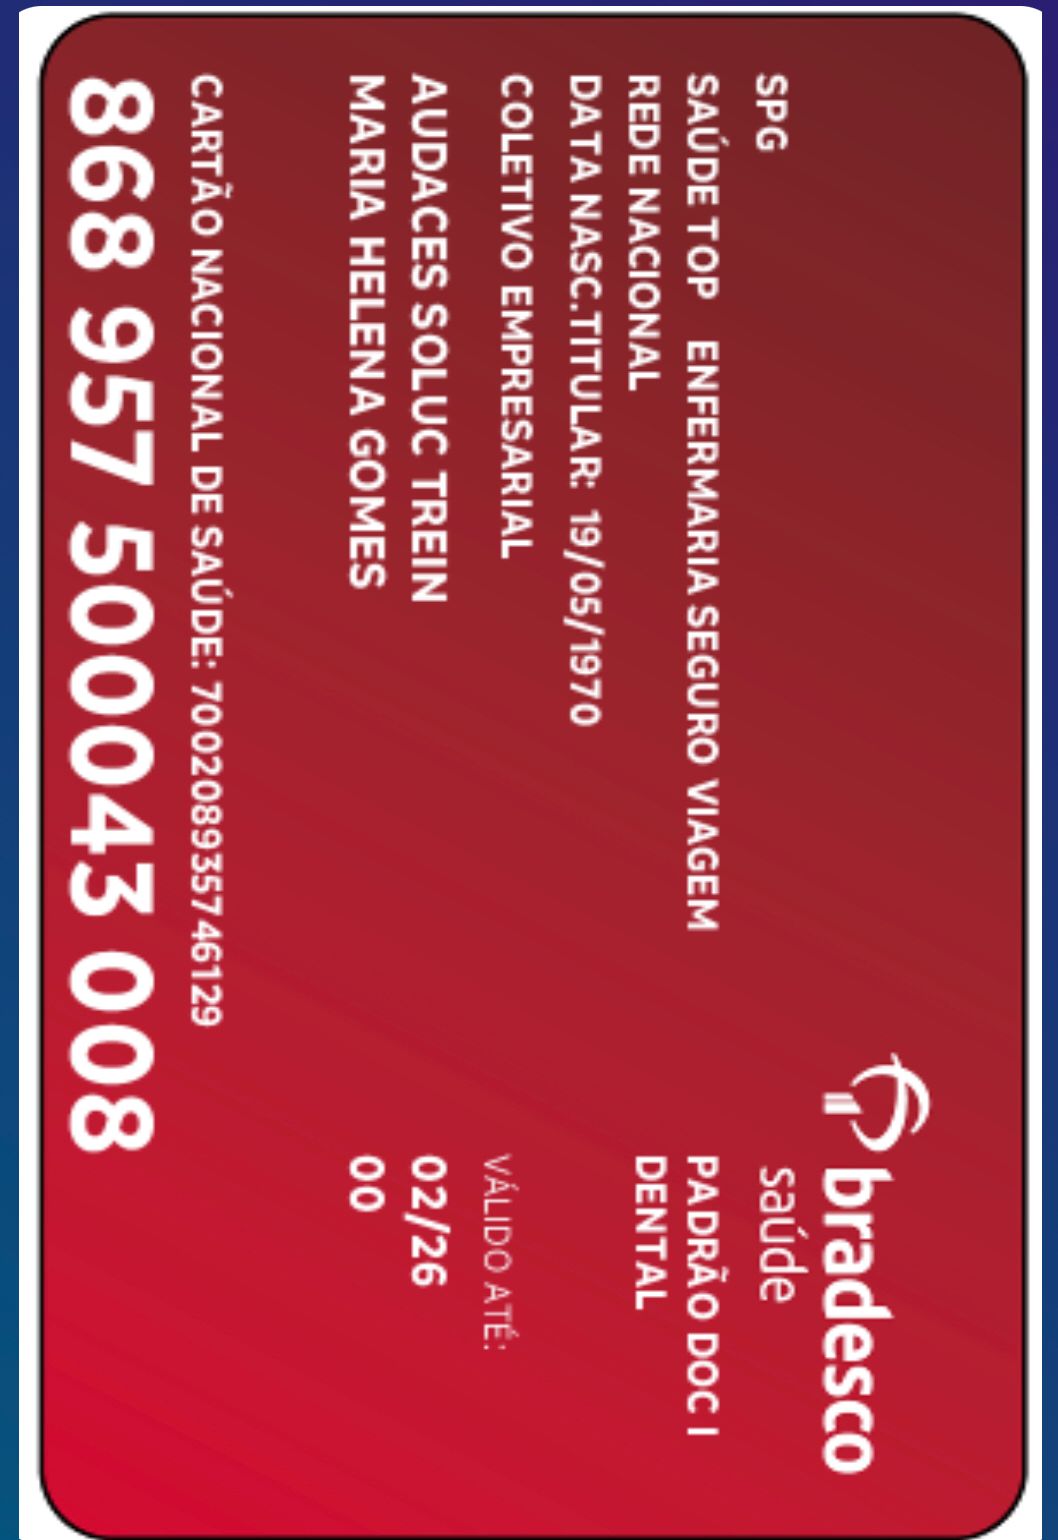 bradesco
saúde
SPG
SAÚDE TOP ENFERMARIA SEGURO VIAGEM PADRÃO DOC I
REDE NACIONAL DENTAL
DATA NASC.TITULAR: 19/05/1970
COLETIVO EMPRESARIAL VÁLIDO ATÉ:
AUDACES SOLUC TREIN 02/26
MARIA HELENA GOMES 00
CARTÃO NACIONAL DE SAÚDE: 700208935746129
868 957 500043 008